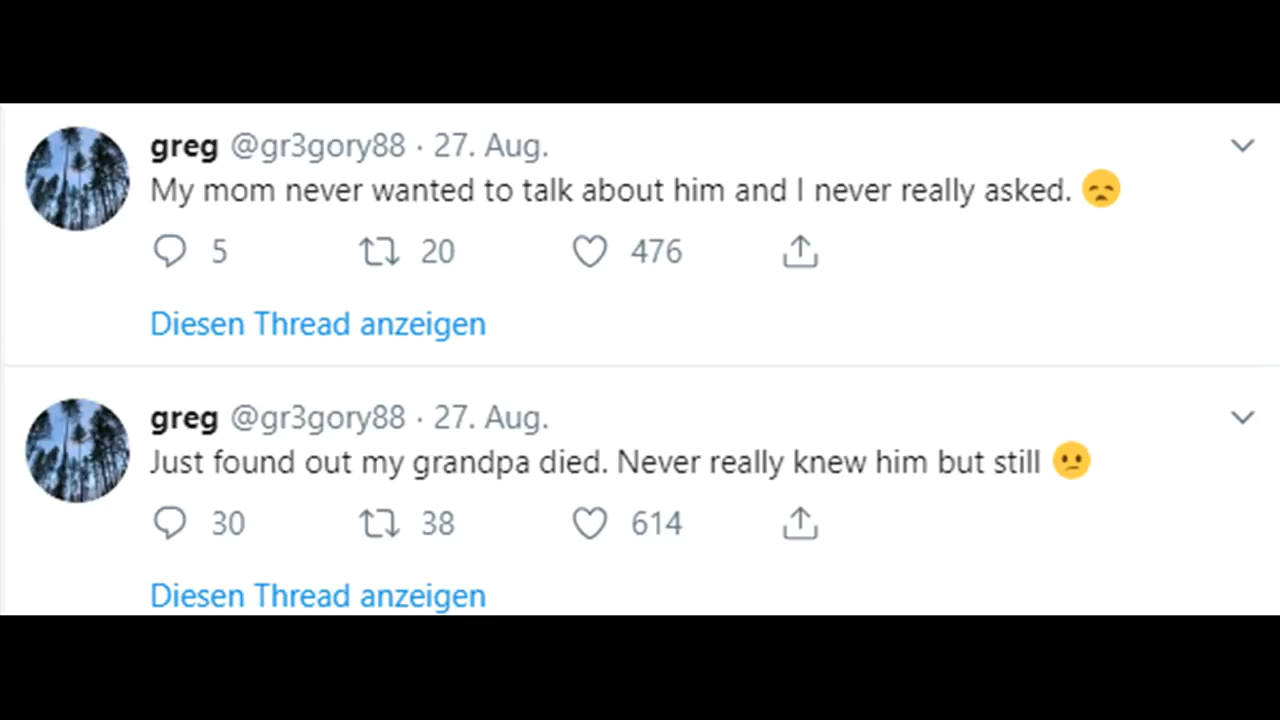 greg @gr3gory88 · 27. Aug.
My mom never wanted to talk about him and I never really asked. 😞
5 20 476
Diesen Thread anzeigen
greg @gr3gory88 · 27. Aug.
Just found out my grandpa died. Never really knew him but still 😕
30 38 614
Diesen Thread anzeigen